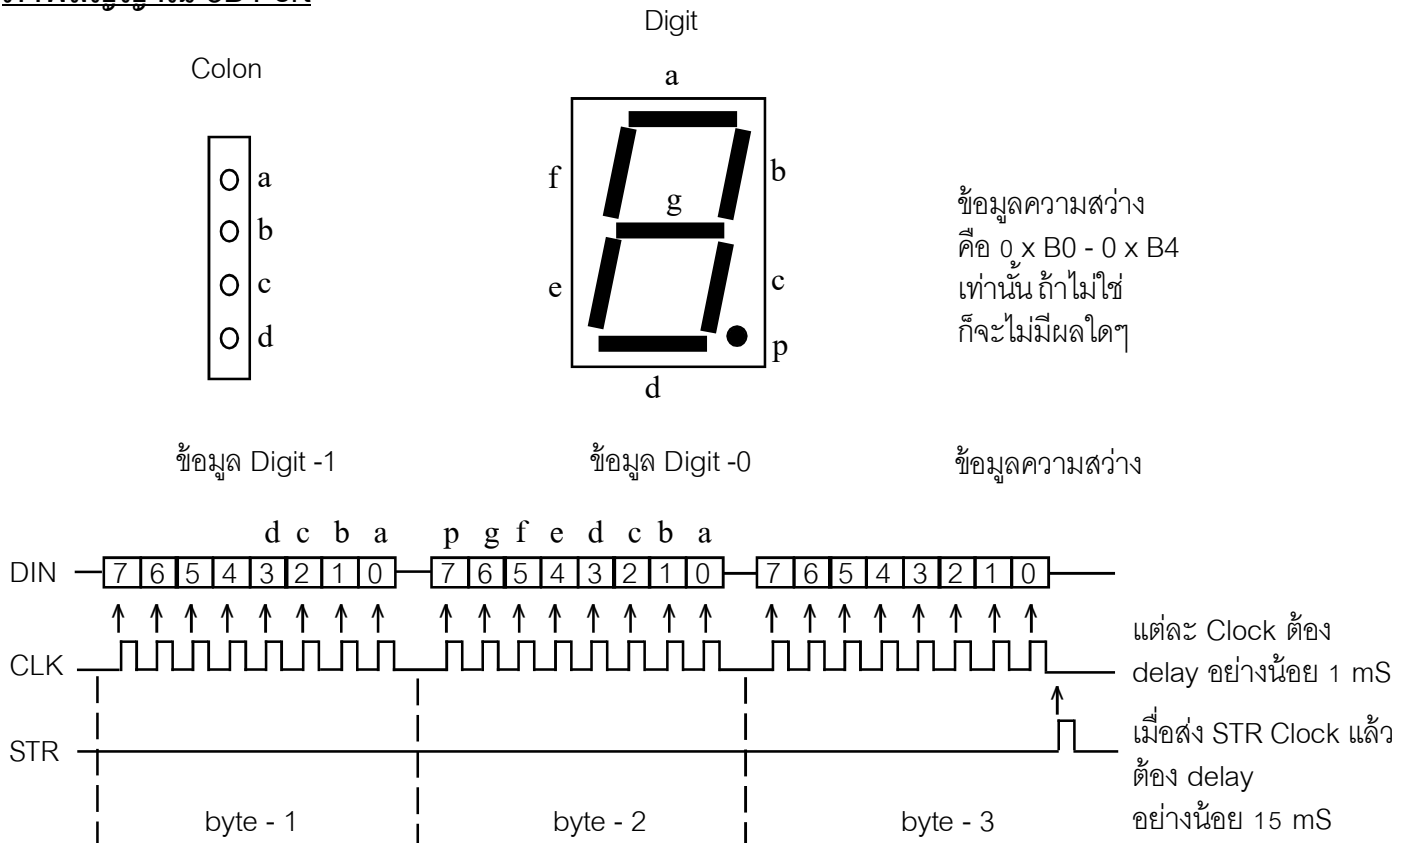 Digit
Colon
a
a
b
c
d
f
b
g
e
c
p
d
ข้อมูลความสว่าง
คือ 0 x B0 - 0 x B4
เท่านั้น ถ้าไม่ใช่
ก็จะไม่มีผลใดๆ
ข้อมูล Digit -1
ข้อมูล Digit -0
ข้อมูลความสว่าง
d c b a p g f e d c b a
DIN 7 6 5 4 3 2 1 0 7 6 5 4 3 2 1 0 7 6 5 4 3 2 1 0
CLK
แต่ละ Clock ต้อง
delay อย่างน้อย 1 mS
STR
เมื่อส่ง STR Clock แล้ว
ต้อง delay
อย่างน้อย 15 mS
byte - 1
byte - 2
byte - 3